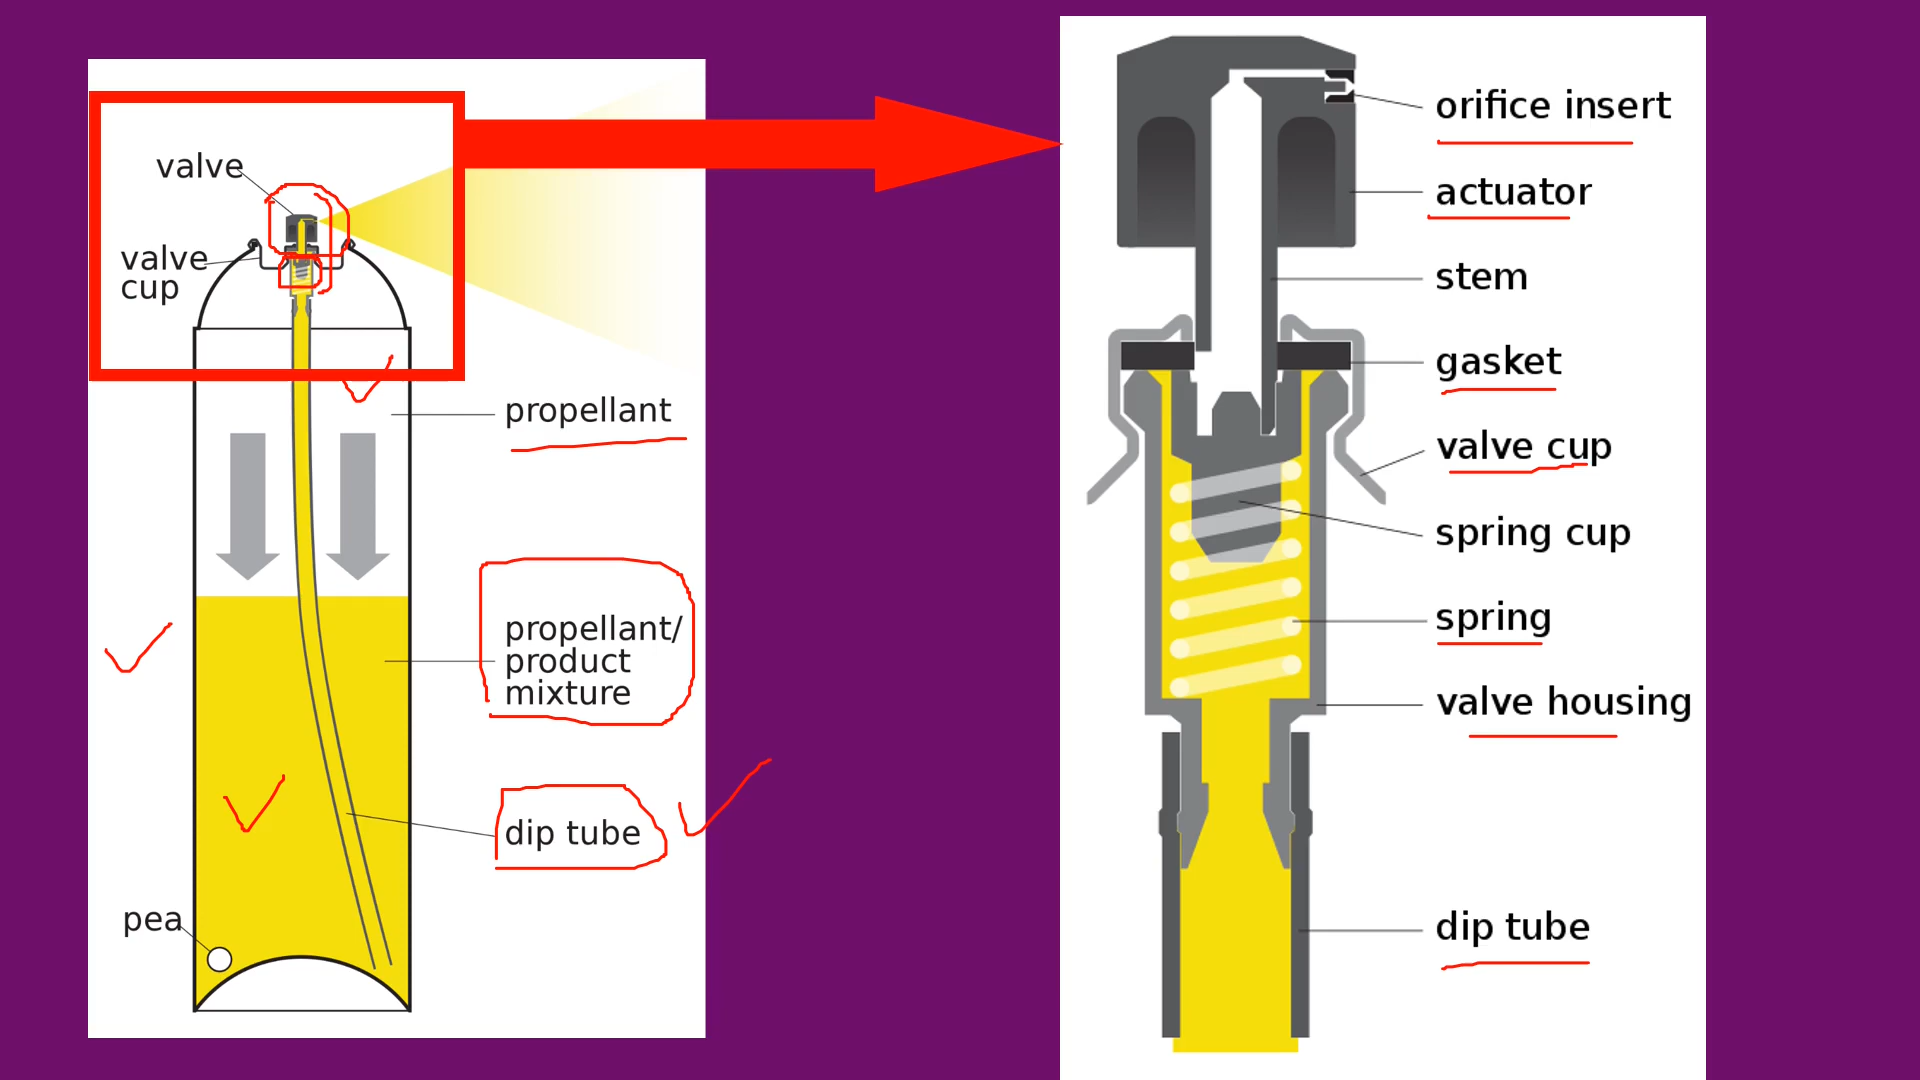 valve
valve
cup
propellant
propellant/
product
mixture
dip tube
pea
orifice insert
actuator
stem
gasket
valve cup
spring cup
spring
valve housing
dip tube